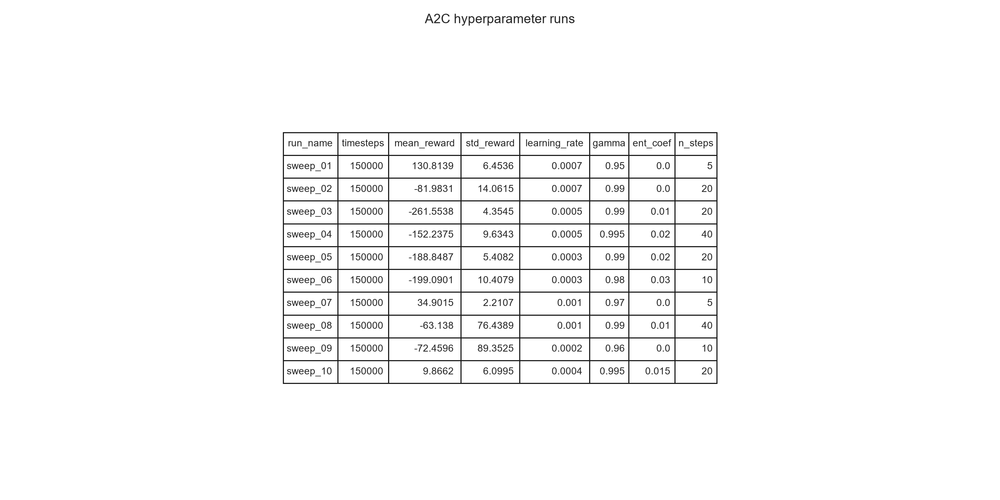 A2C hyperparameter runs
run_name timesteps mean_reward std_reward learning_rate gamma ent_coef n_steps
sweep_01 150000 130.8139 6.4536 0.0007 0.95 0.0 5
sweep_02 150000 -81.9831 14.0615 0.0007 0.99 0.0 20
sweep_03 150000 -261.5538 4.3545 0.0005 0.99 0.01 20
sweep_04 150000 -152.2375 9.6343 0.0005 0.995 0.02 40
sweep_05 150000 -188.8487 5.4082 0.0003 0.99 0.02 20
sweep_06 150000 -199.0901 10.4079 0.0003 0.98 0.03 10
sweep_07 150000 34.9015 2.2107 0.001 0.97 0.0 5
sweep_08 150000 -63.138 76.4389 0.001 0.99 0.01 40
sweep_09 150000 -72.4596 89.3525 0.0002 0.96 0.0 10
sweep_10 150000 9.8662 6.0995 0.0004 0.995 0.015 20